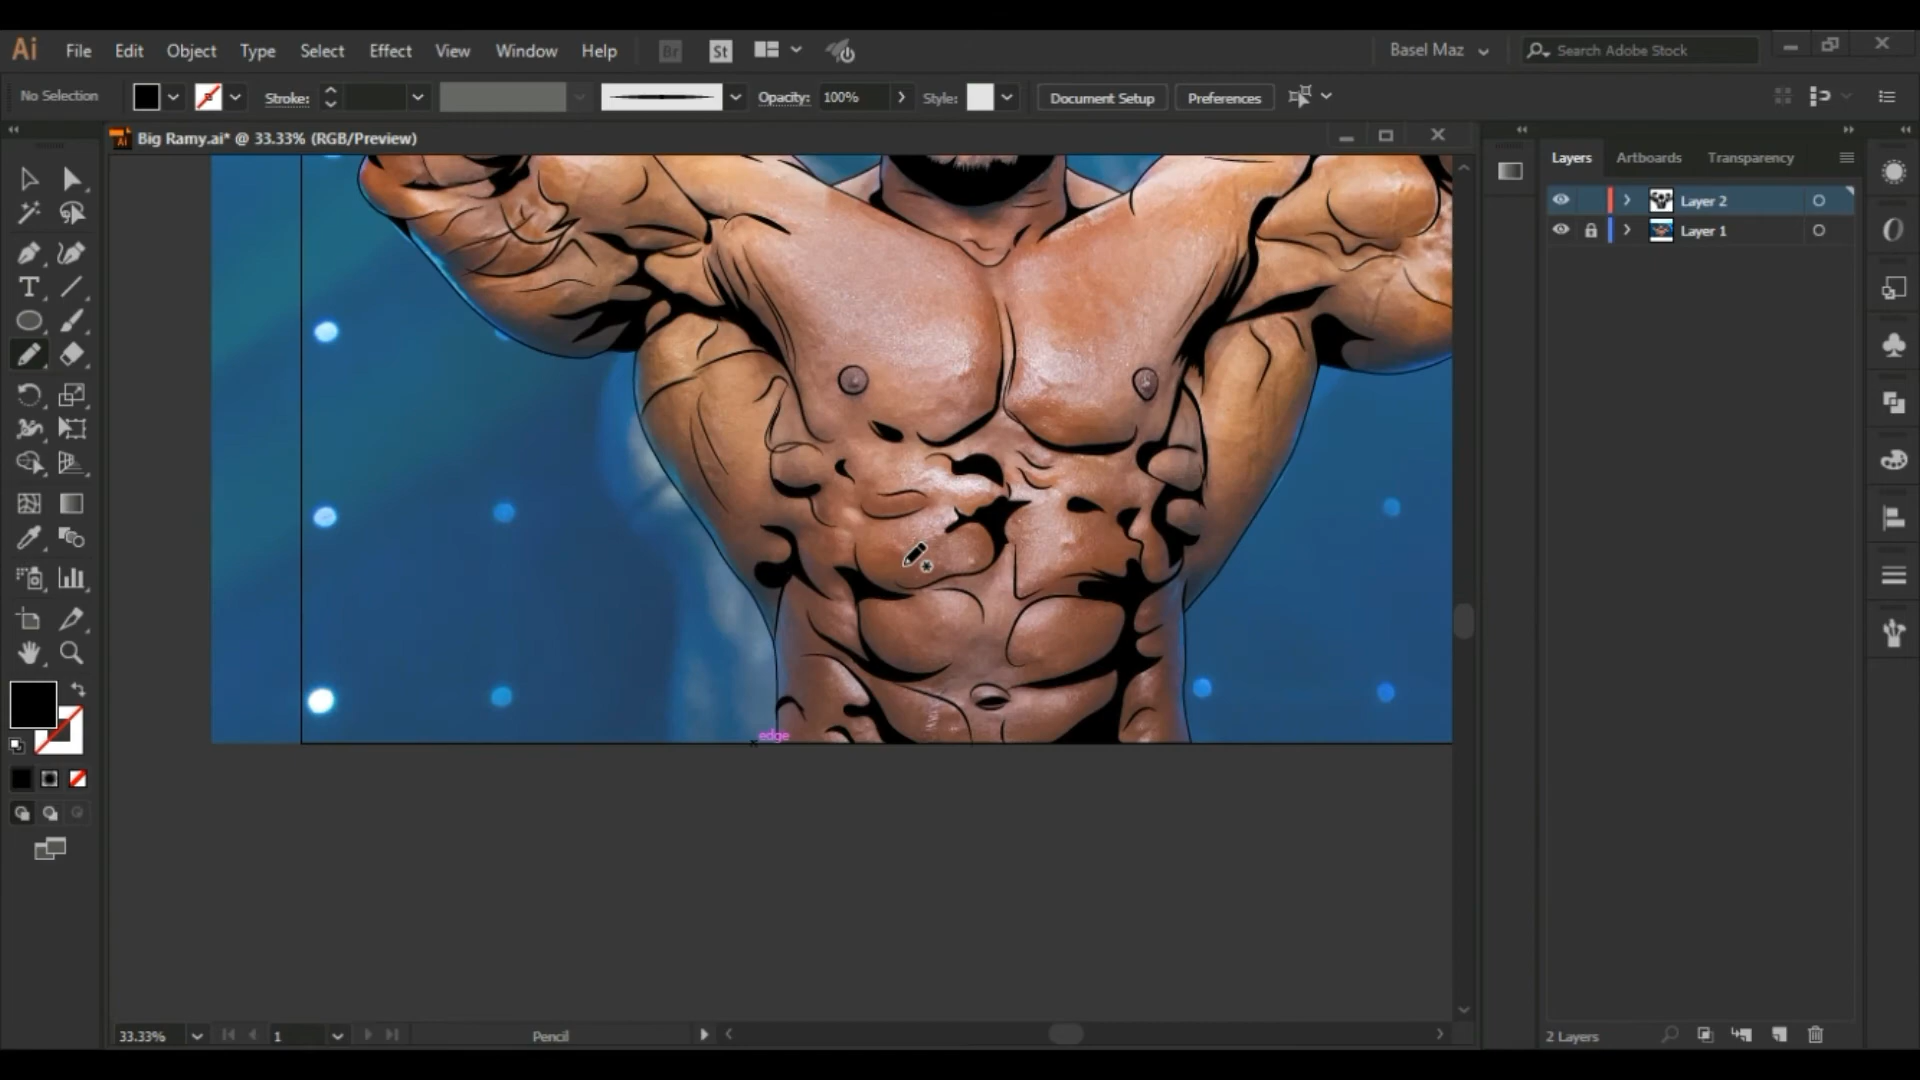 Ai File Edit Object Type Select Effect View Window Help Br St Basel Maz Search Adobe Stock
No Selection Stroke: Opacity: 100% Style: Document Setup Preferences
Ai Big Ramy.ai* @ 33.33% (RGB/Preview)
Layers Artboards Transparency
Layer 2
Layer 1
edge
33.33% 1 Pencil 2 Layers